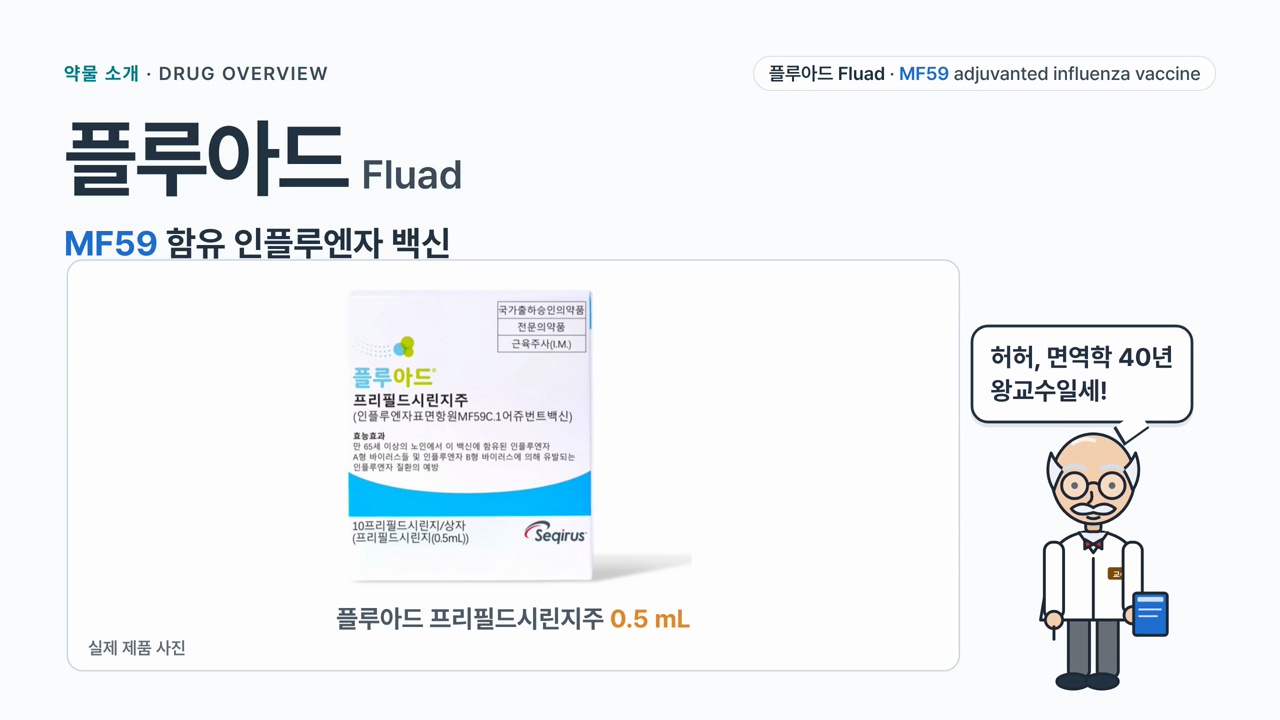 약물 소개 · DRUG OVERVIEW
플루아드 Fluad · MF59 adjuvanted influenza vaccine
플루아드 Fluad
MF59 함유 인플루엔자 백신
국가출하승인의약품
전문의약품
근육주사(I.M.)
플루아드®
프리필드시린지주
(인플루엔자표면항원MF59C.1어쥬번트백신)
효능효과
만 65세 이상의 노인에서 이 백신에 함유된 인플루엔자
A형 바이러스들 및 인플루엔자 B형 바이러스에 의해 유발되는
인플루엔자 질환의 예방
10프리필드시린지/상자
(프리필드시린지(0.5mL))
Seqirus
플루아드 프리필드시린지주 0.5 mL
실제 제품 사진
허허, 면역학 40년
왕교수일세!